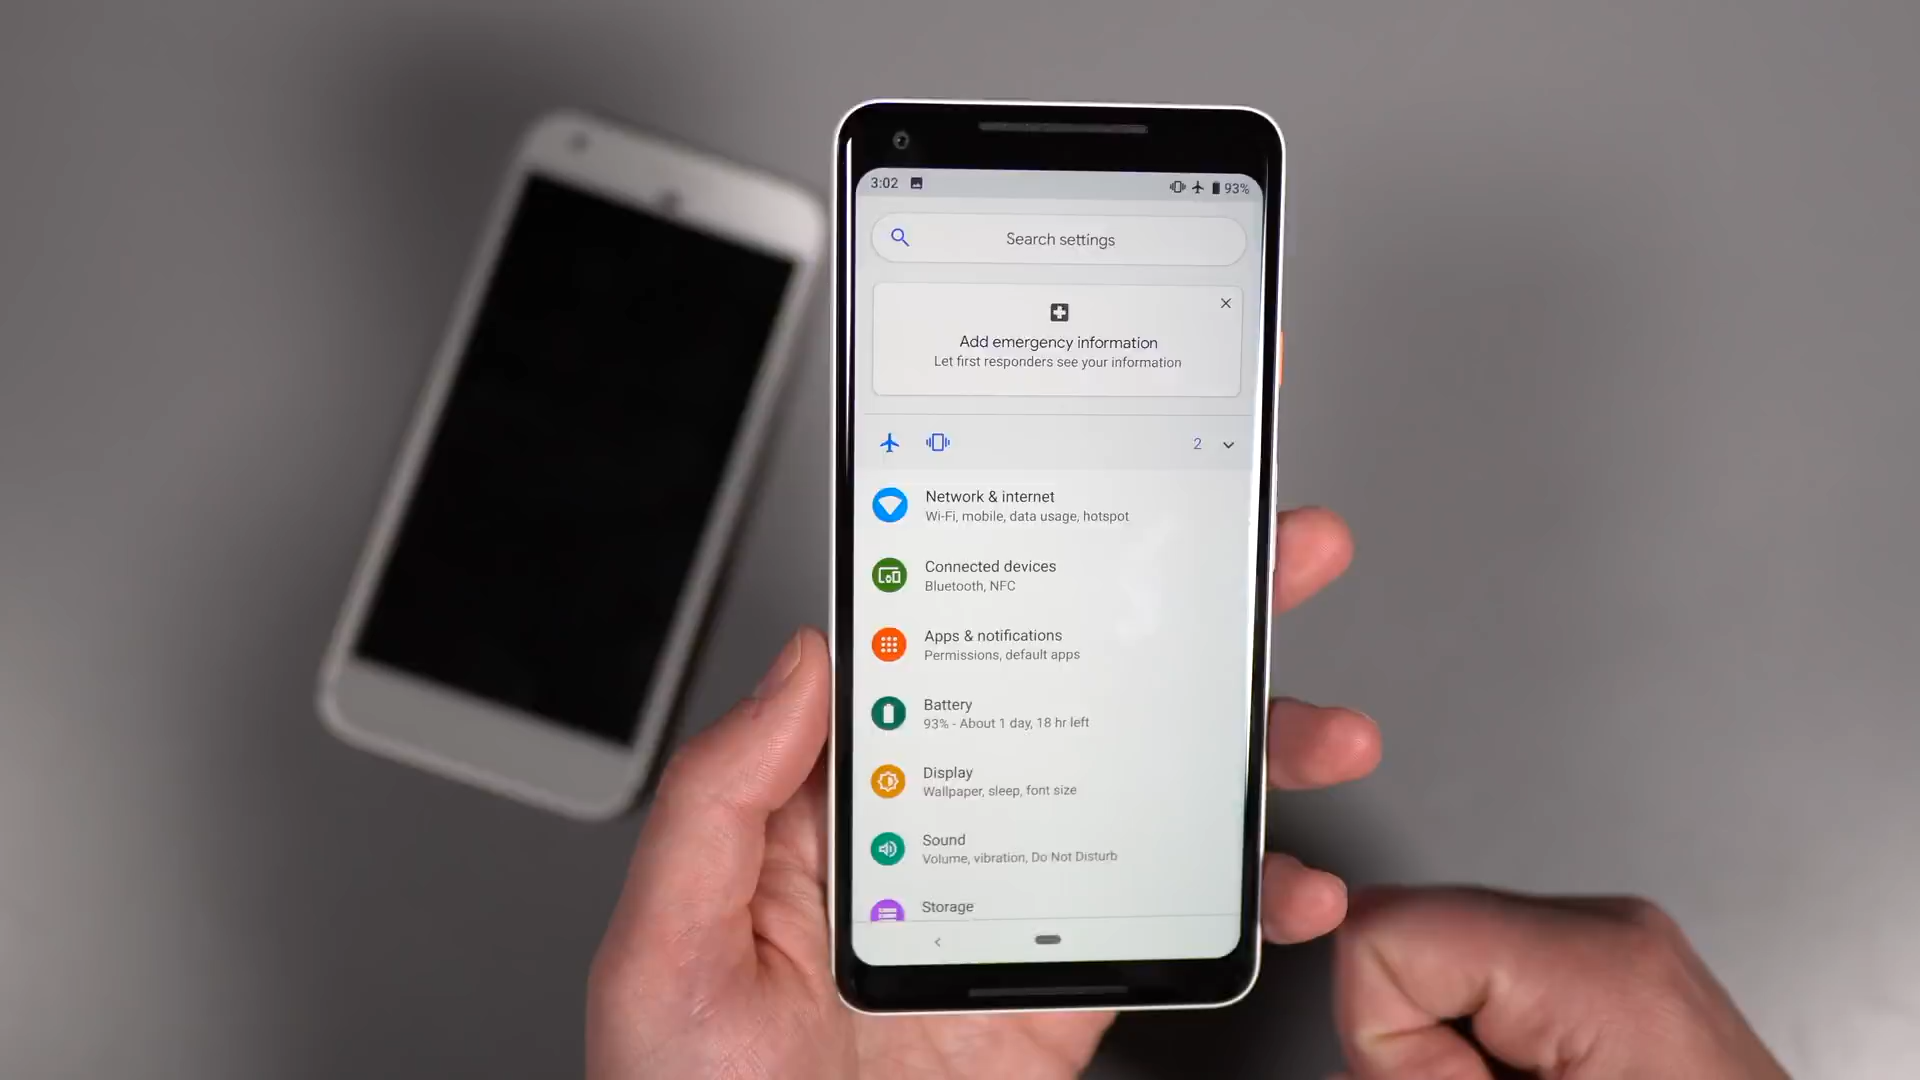 3:02
93%
Search settings
Add emergency information
Let first responders see your information
2
Network & internet
Wi-Fi, mobile, data usage, hotspot
Connected devices
Bluetooth, NFC
Apps & notifications
Permissions, default apps
Battery
93% - About 1 day, 18 hr left
Display
Wallpaper, sleep, font size
Sound
Volume, vibration, Do Not Disturb
Storage